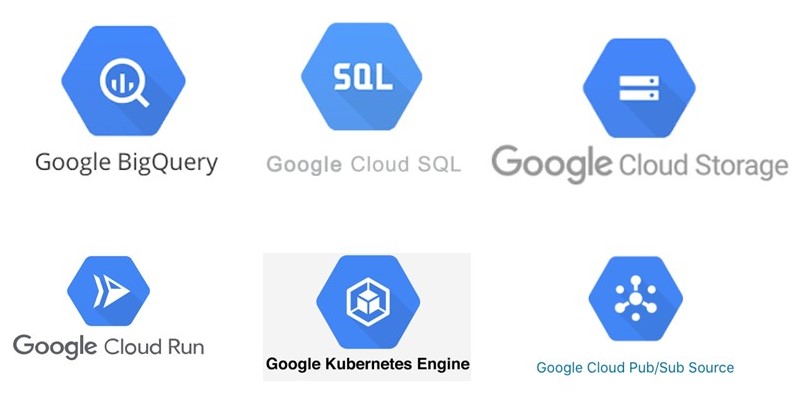 SQL
Google BigQuery
Google Cloud SQL
Google Cloud Storage
Google Cloud Run
Google Kubernetes Engine
Google Cloud Pub/Sub Source